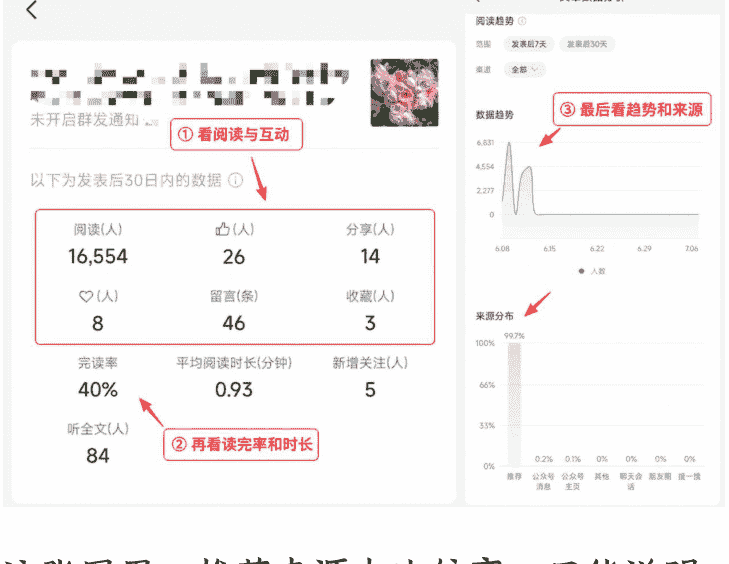 未开启群发通知
① 看阅读与互动
以下为发表后30日内的数据
阅读(人) (人) 分享(人)
16,554 26 14
(人) 留言(条) 收藏(人)
8 46 3
完读率 平均阅读时长(分钟) 新增关注(人)
40% 0.93 5
② 再看读完率和时长
听全文(人)
84
阅读趋势
范围 发表后7天 发表后30天
渠道 全部
数据趋势
③ 最后看趋势和来源
6,831
4,554
2,277
0
6.08 6.15 6.22 6.29 7.06
人数
来源分布
99.7%
100%
66%
33%
0%
0.2% 0.1% 0% 0% 0% 0%
推荐 公众号消息 公众号主页 其他 聊天会话 朋友圈 搜一搜